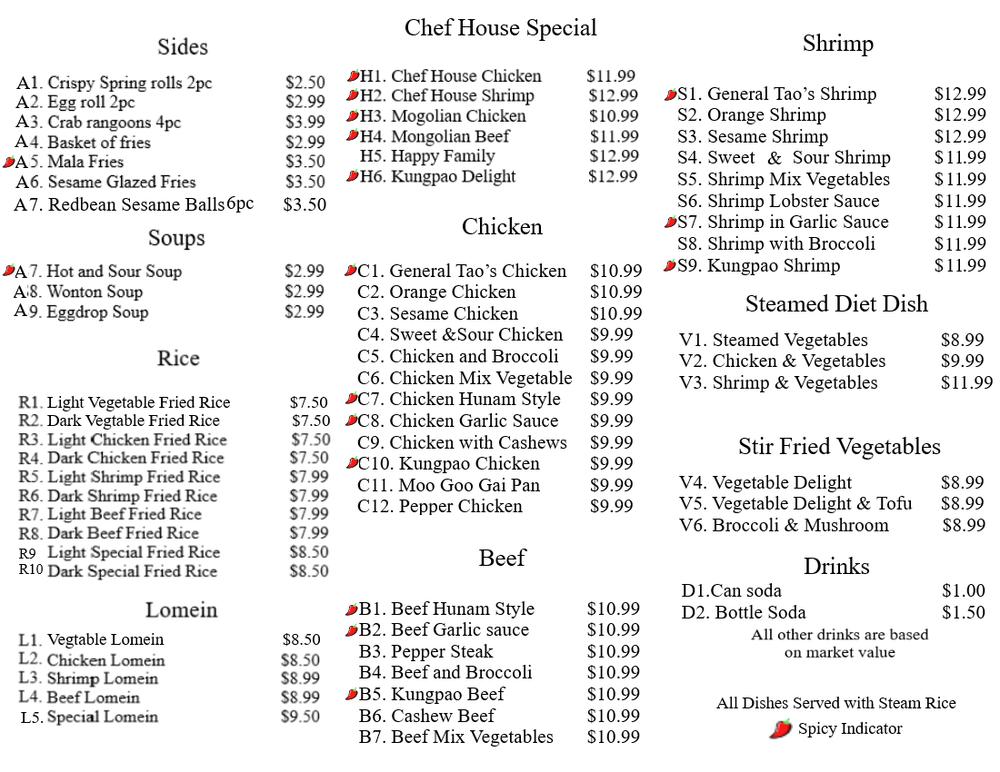 Sides
A1. Crispy Spring rolls 2pc $2.50
A2. Egg roll 2pc $2.99
A3. Crab rangoons 4pc $3.99
A4. Basket of fries $2.99
A5. Mala Fries $3.50
A6. Sesame Glazed Fries $3.50
A7. Redbean Sesame Balls 6pc $3.50
Soups
A7. Hot and Sour Soup $2.99
A8. Wonton Soup $2.99
A9. Eggdrop Soup $2.99
Rice
R1. Light Vegetable Fried Rice $7.50
R2. Dark Vegtable Fried Rice $7.50
R3. Light Chicken Fried Rice $7.50
R4. Dark Chicken Fried Rice $7.50
R5. Light Shrimp Fried Rice $7.99
R6. Dark Shrimp Fried Rice $7.99
R7. Light Beef Fried Rice $7.99
R8. Dark Beef Fried Rice $7.99
R9 Light Special Fried Rice $8.50
R10 Dark Special Fried Rice $8.50
Lomein
L1. Vegtable Lomein $8.50
L2. Chicken Lomein $8.50
L3. Shrimp Lomein $8.99
L4. Beef Lomein $8.99
L5. Special Lomein $9.50
Chef House Special
H1. Chef House Chicken $11.99
H2. Chef House Shrimp $12.99
H3. Mogolian Chicken $10.99
H4. Mongolian Beef $11.99
H5. Happy Family $12.99
H6. Kungpao Delight $12.99
Chicken
C1. General Tao's Chicken $10.99
C2. Orange Chicken $10.99
C3. Sesame Chicken $10.99
C4. Sweet &Sour Chicken $9.99
C5. Chicken and Broccoli $9.99
C6. Chicken Mix Vegetable $9.99
C7. Chicken Hunam Style $9.99
C8. Chicken Garlic Sauce $9.99
C9. Chicken with Cashews $9.99
C10. Kungpao Chicken $9.99
C11. Moo Goo Gai Pan $9.99
C12. Pepper Chicken $9.99
Beef
B1. Beef Hunam Style $10.99
B2. Beef Garlic sauce $10.99
B3. Pepper Steak $10.99
B4. Beef and Broccoli $10.99
B5. Kungpao Beef $10.99
B6. Cashew Beef $10.99
B7. Beef Mix Vegetables $10.99
Shrimp
S1. General Tao's Shrimp $12.99
S2. Orange Shrimp $12.99
S3. Sesame Shrimp $12.99
S4. Sweet & Sour Shrimp $11.99
S5. Shrimp Mix Vegetables $11.99
S6. Shrimp Lobster Sauce $11.99
S7. Shrimp in Garlic Sauce $11.99
S8. Shrimp with Broccoli $11.99
S9. Kungpao Shrimp $11.99
Steamed Diet Dish
V1. Steamed Vegetables $8.99
V2. Chicken & Vegetables $9.99
V3. Shrimp & Vegetables $11.99
Stir Fried Vegetables
V4. Vegetable Delight $8.99
V5. Vegetable Delight & Tofu $8.99
V6. Broccoli & Mushroom $8.99
Drinks
D1.Can soda $1.00
D2. Bottle Soda $1.50
All other drinks are based
on market value
All Dishes Served with Steam Rice
Spicy Indicator